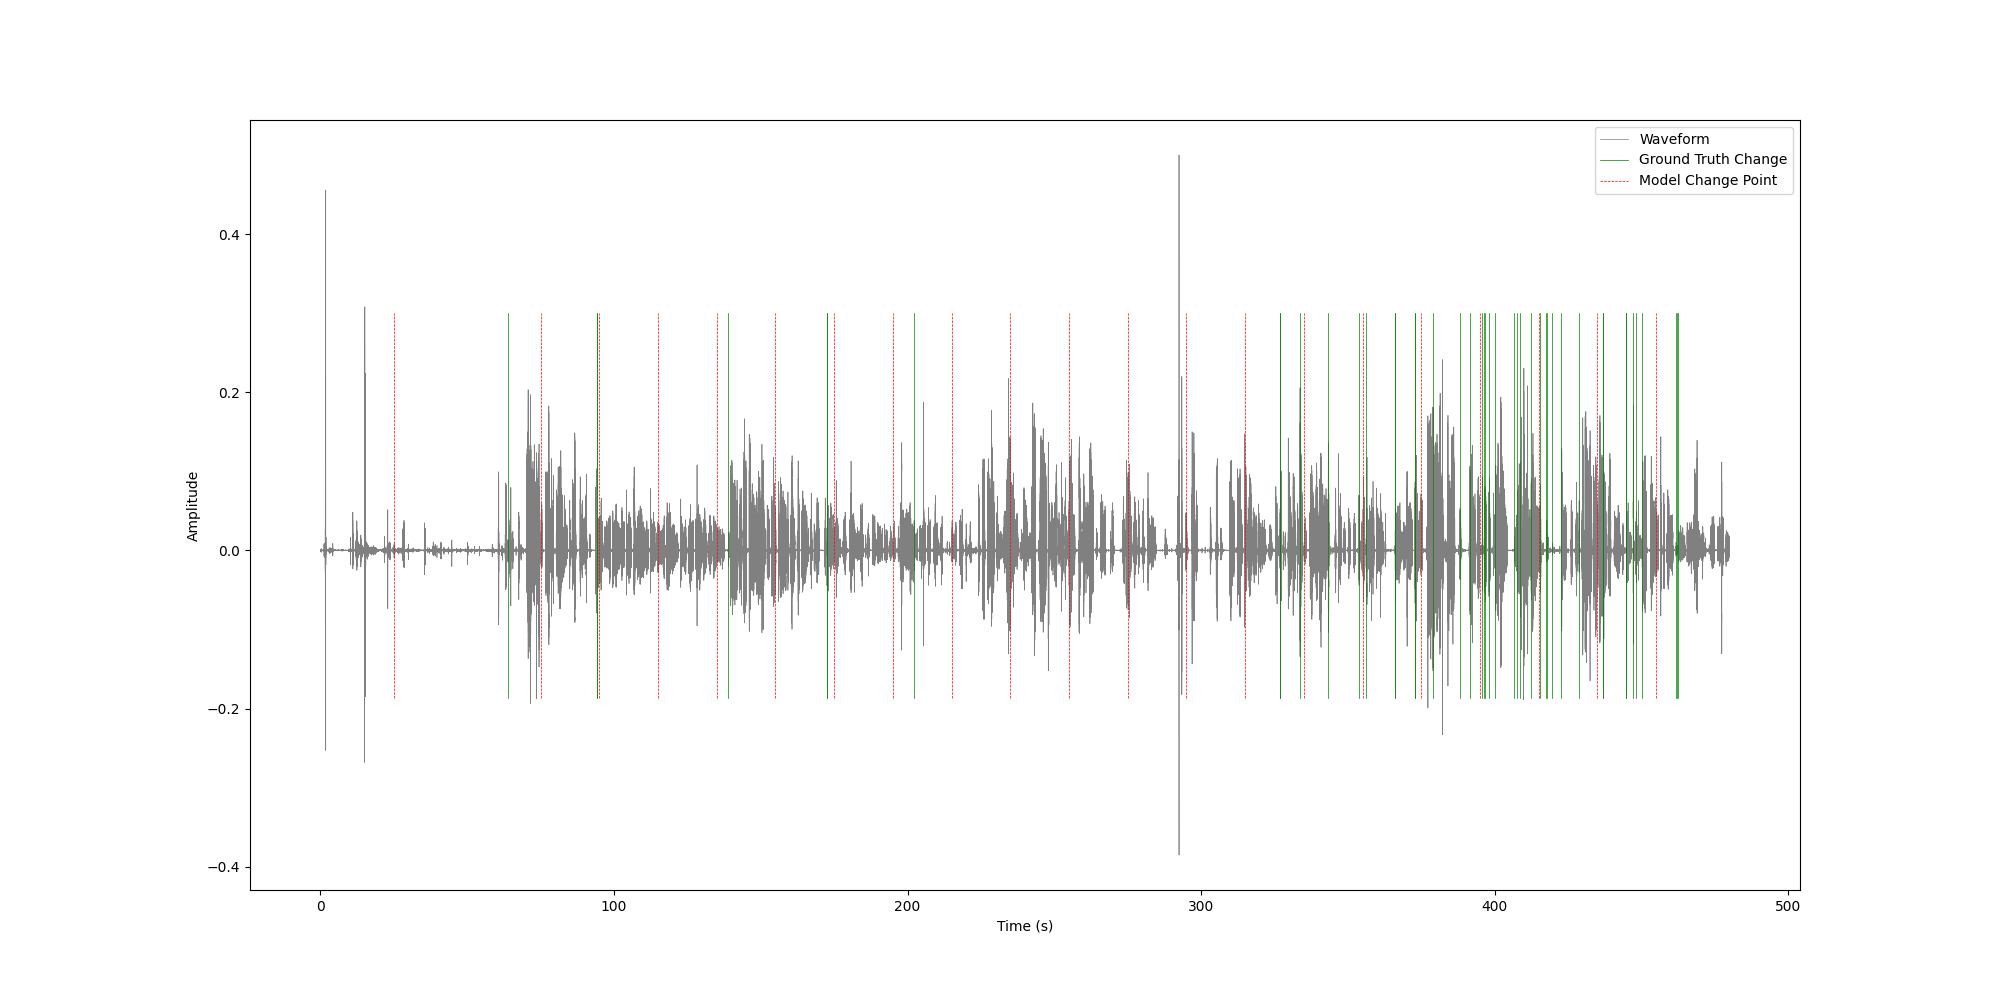 Waveform
Ground Truth Change
Model Change Point
0.4
0.2
0.0
−0.2
−0.4
Amplitude
0 100 200 300 400 500
Time (s)